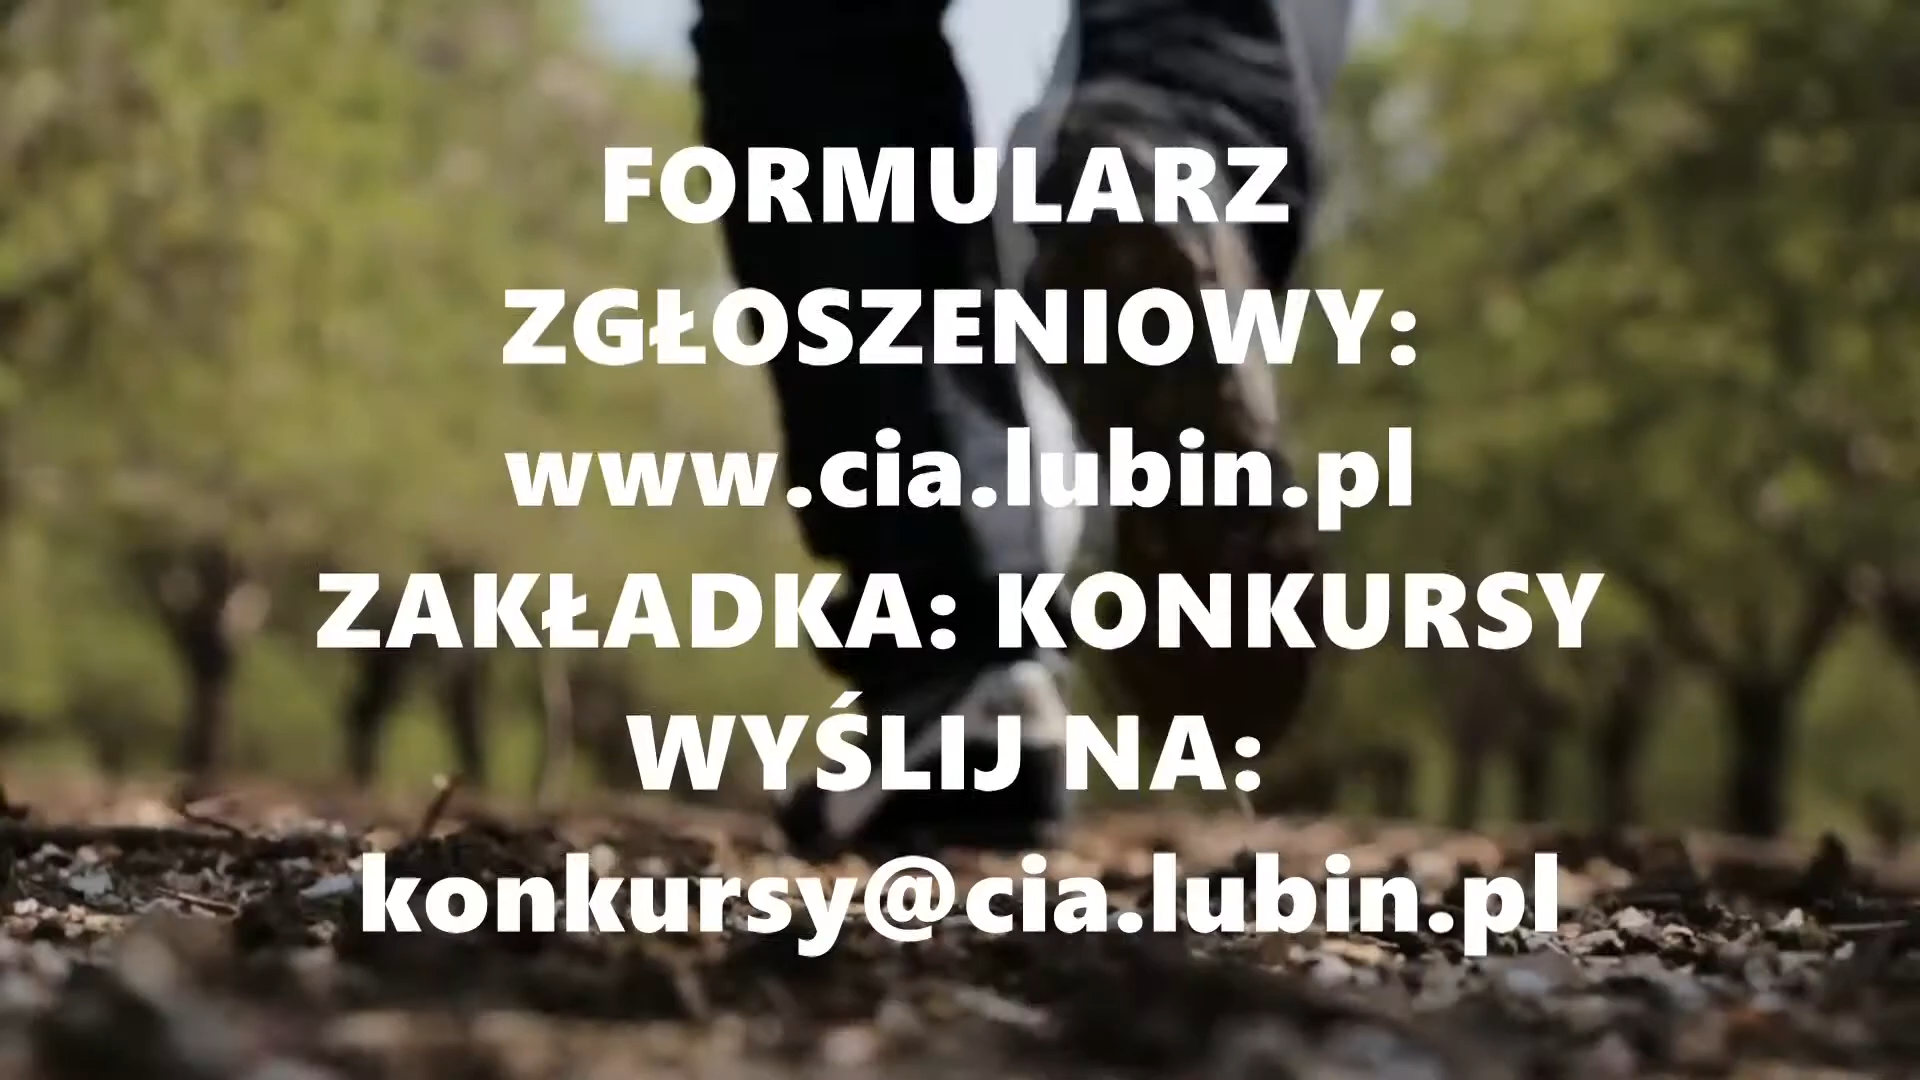 FORMULARZ
ZGŁOSZENIOWY:
www.cia.lubin.pl
ZAKŁADKA: KONKURSY
WYŚLIJ NA:
konkursy@cia.lubin.pl